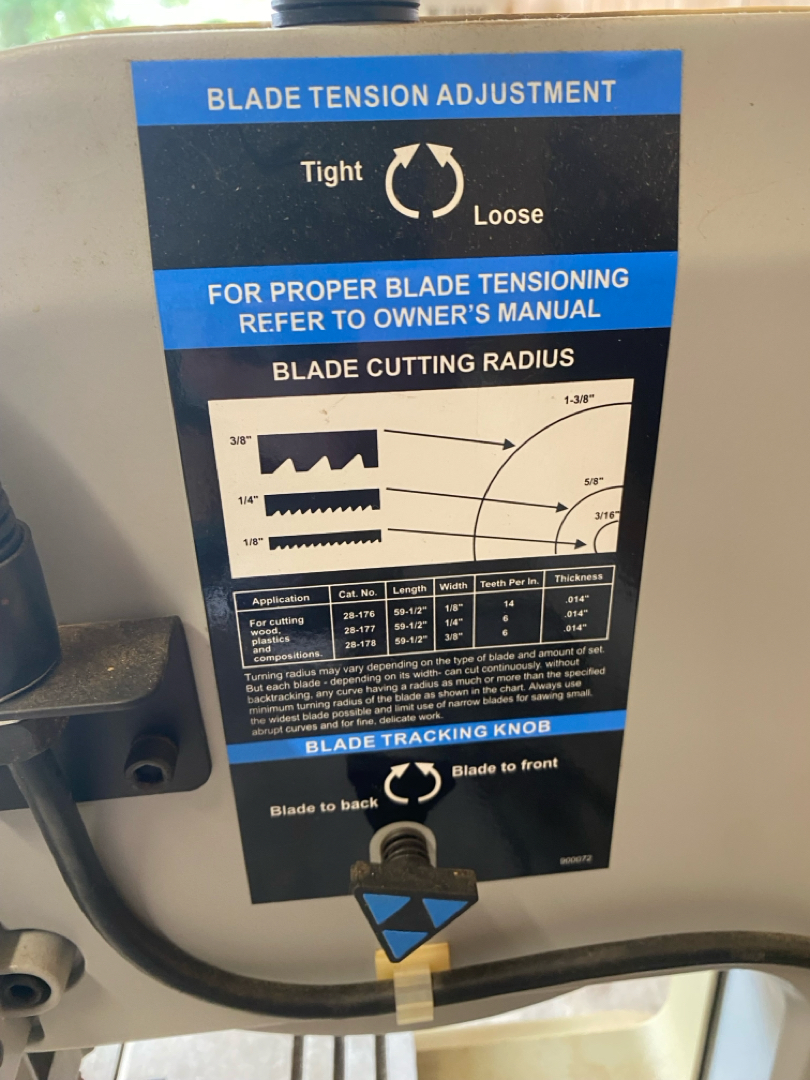 BLADE TENSION ADJUSTMENT
Tight
Loose
FOR PROPER BLADE TENSIONING
REFER TO OWNER'S MANUAL
BLADE CUTTING RADIUS
1-3/8"
3/8"
5/8"
1/4"
3/16"
1/8"
Application Cat. No. Length Width Teeth Per In. Thickness
For cutting 28-176 59-1/2" 1/8" 14 .014"
wood, 28-177 59-1/2" 1/4" 6 .014"
plastics 28-178 59-1/2" 3/8" 6 .014"
and
compositions.
Turning radius may vary depending on the type of blade and amount of set.
But each blade - depending on its width- can cut continuously, without
backtracking, any curve having a radius as much or more than the specified
minimum turning radius of the blade as shown in the chart. Always use
the widest blade possible and limit use of narrow blades for sawing small,
abrupt curves and for fine, delicate work.
BLADE TRACKING KNOB
Blade to front
Blade to back
900072